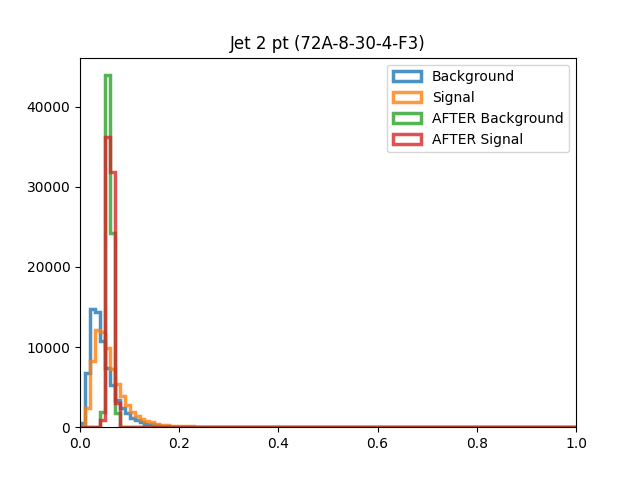 Jet 2 pt (72A-8-30-4-F3)
Background
Signal
AFTER Background
AFTER Signal
40000
30000
20000
10000
0
0.0 0.2 0.4 0.6 0.8 1.0